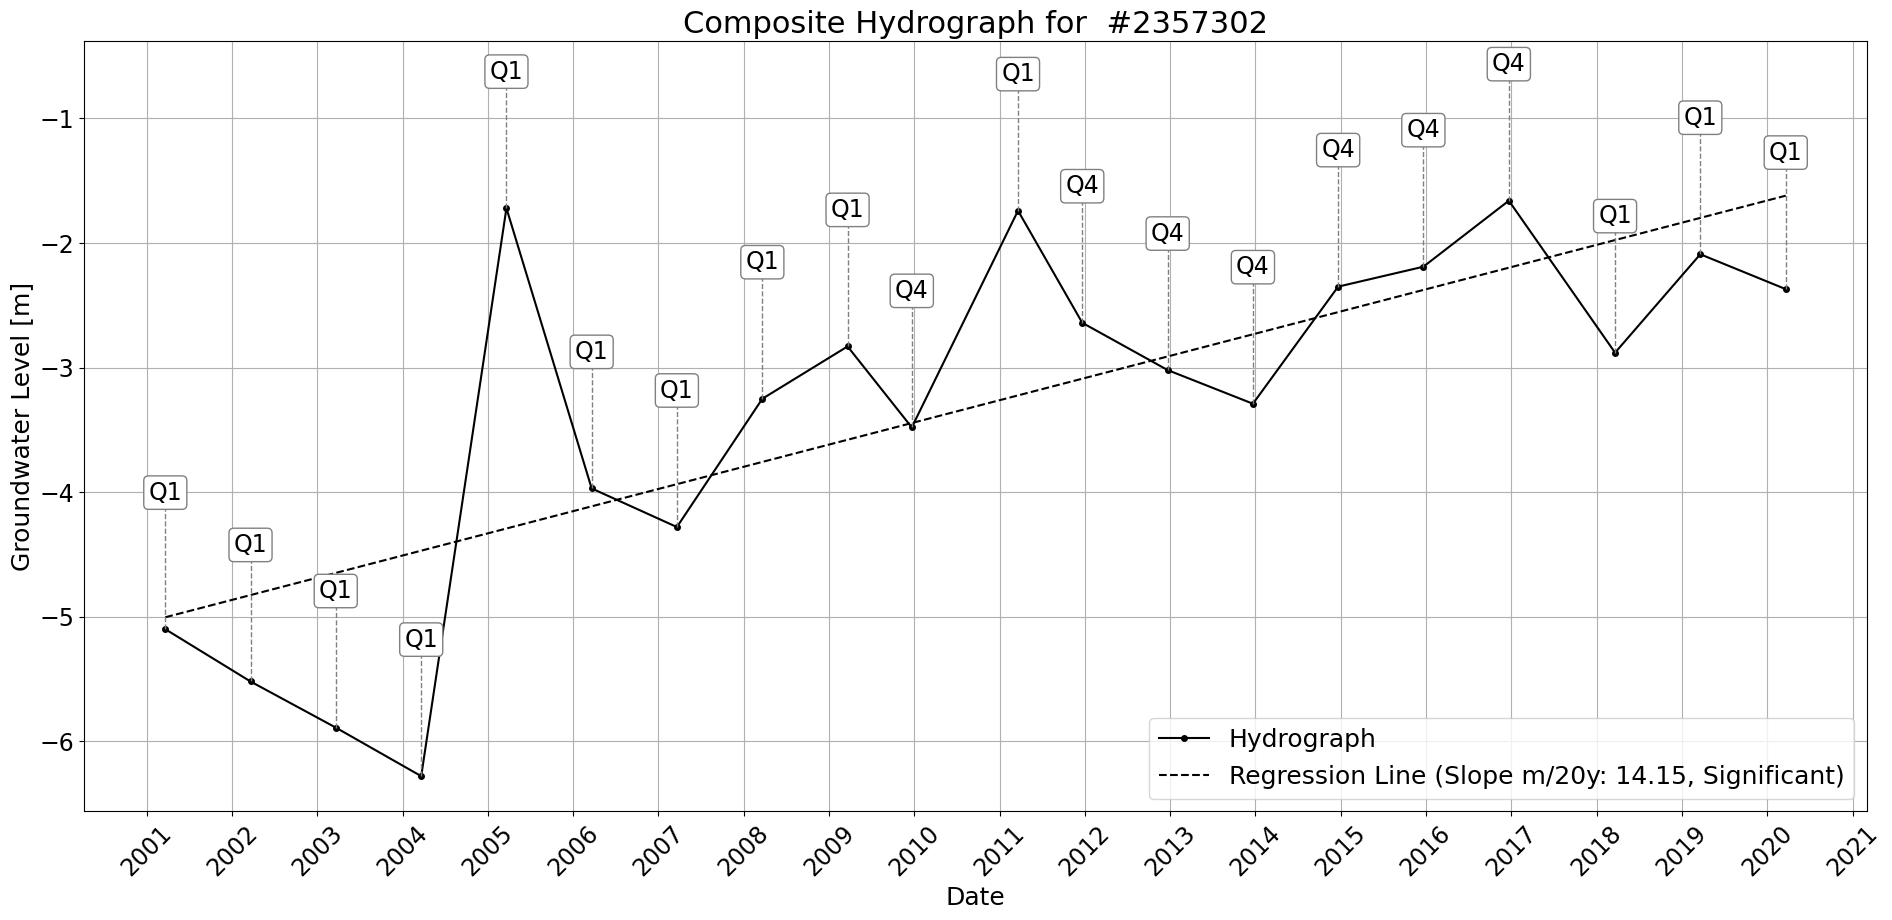 Composite Hydrograph for  #2357302
Groundwater Level [m]
−1
−2
−3
−4
−5
−6
Q1
Q1
Q1
Q1
Q1
Q1
Q1
Q1
Q1
Q4
Q1
Q4
Q4
Q4
Q4
Q4
Q4
Q1
Q1
Q1
Hydrograph
Regression Line (Slope m/20y: 14.15, Significant)
2001
2002
2003
2004
2005
2006
2007
2008
2009
2010
2011
2012
2013
2014
2015
2016
2017
2018
2019
2020
2021
Date